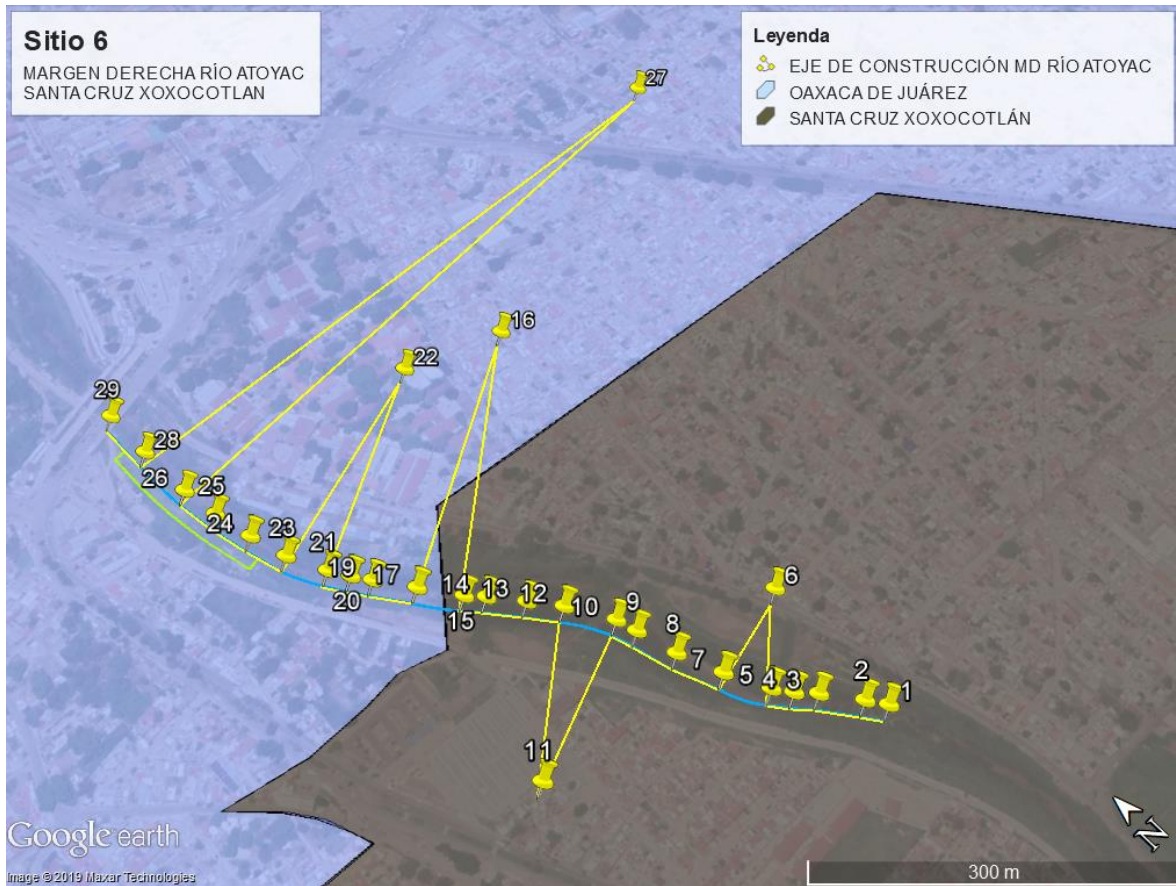 Sitio 6
MARGEN DERECHA RÍO ATOYAC
SANTA CRUZ XOXOCOTLAN
Leyenda
EJE DE CONSTRUCCIÓN MD RÍO ATOYAC
OAXACA DE JUÁREZ
SANTA CRUZ XOXOCOTLÁN
27
16
22
29
28
26
25
24
23
21
19
17
20
14
13
12
10
15
9
8
7
6
5
4
3
2
1
11
N
Google earth
Image © 2019 Maxar Technologies
300 m